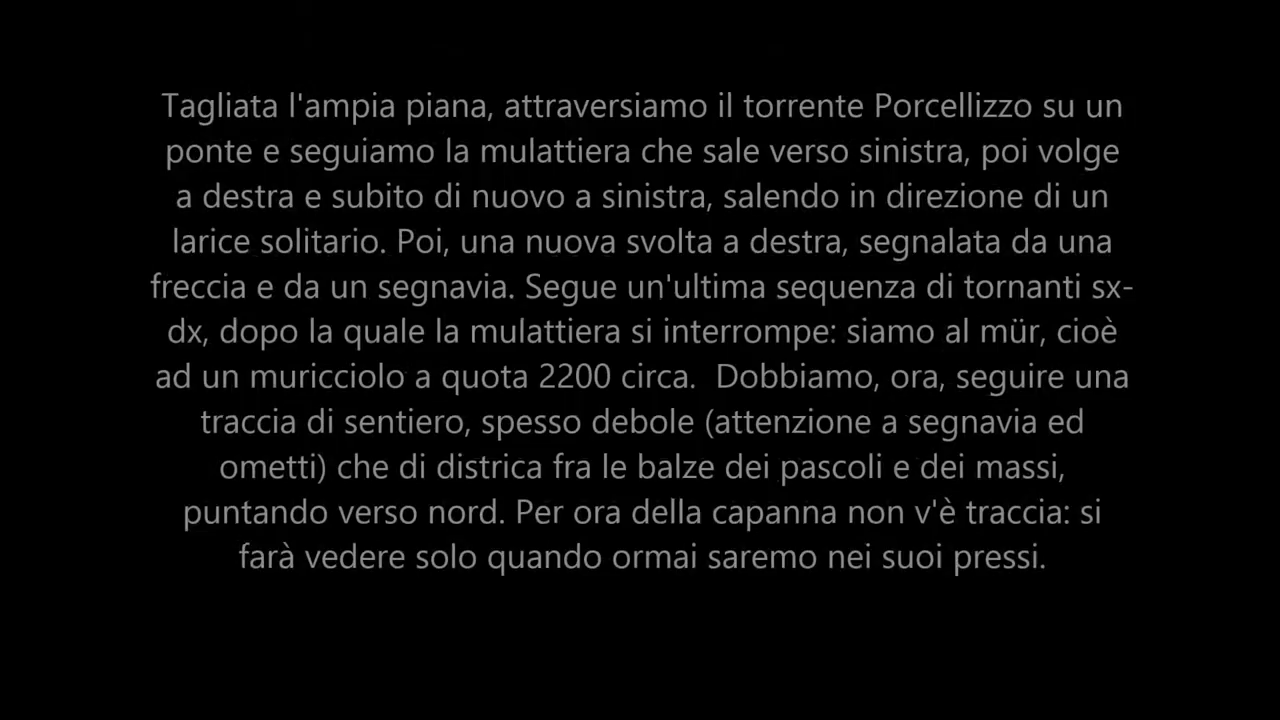 Tagliata l'ampia piana, attraversiamo il torrente Porcellizzo su un
ponte e seguiamo la mulattiera che sale verso sinistra, poi volge
a destra e subito di nuovo a sinistra, salendo in direzione di un
larice solitario. Poi, una nuova svolta a destra, segnalata da una
freccia e da un segnavia. Segue un'ultima sequenza di tornanti sx-
dx, dopo la quale la mulattiera si interrompe: siamo al mür, cioè
ad un muricciolo a quota 2200 circa.  Dobbiamo, ora, seguire una
traccia di sentiero, spesso debole (attenzione a segnavia ed
ometti) che di districa fra le balze dei pascoli e dei massi,
puntando verso nord. Per ora della capanna non v'è traccia: si
farà vedere solo quando ormai saremo nei suoi pressi.